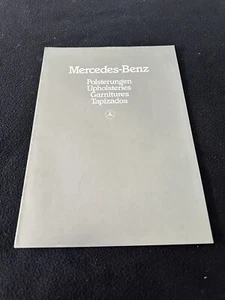 Mercedes-Benz
Polsterungen
Upholsteries
Garnitures
Tapizados